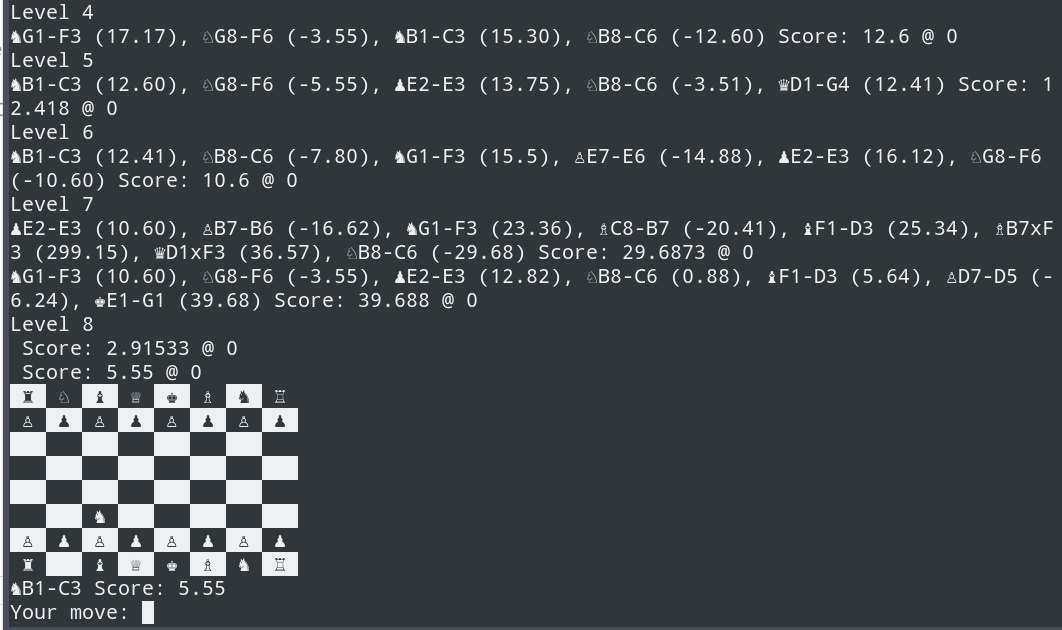 Level 4
♞G1-F3 (17.17), ♘G8-F6 (-3.55), ♞B1-C3 (15.30), ♘B8-C6 (-12.60) Score: 12.6 @ 0
Level 5
♞B1-C3 (12.60), ♘G8-F6 (-5.55), ♟E2-E3 (13.75), ♘B8-C6 (-3.51), ♛D1-G4 (12.41) Score: 1
2.418 @ 0
Level 6
♞B1-C3 (12.41), ♘B8-C6 (-7.80), ♞G1-F3 (15.5), ♙E7-E6 (-14.88), ♟E2-E3 (16.12), ♘G8-F6
(-10.60) Score: 10.6 @ 0
Level 7
♟E2-E3 (10.60), ♙B7-B6 (-16.62), ♞G1-F3 (23.36), ♗C8-B7 (-20.41), ♝F1-D3 (25.34), ♗B7xF
3 (299.15), ♛D1xF3 (36.57), ♘B8-C6 (-29.68) Score: 29.6873 @ 0
♞G1-F3 (10.60), ♘G8-F6 (-3.55), ♟E2-E3 (12.82), ♘B8-C6 (0.88), ♝F1-D3 (5.64), ♙D7-D5 (-
6.24), ♚E1-G1 (39.68) Score: 39.688 @ 0
Level 8
Score: 2.91533 @ 0
Score: 5.55 @ 0
♜ ♘ ♝ ♕ ♚ ♗ ♞ ♖
♙ ♟ ♙ ♟ ♙ ♟ ♙ ♟
♞
♙ ♟ ♙ ♟ ♙ ♟ ♙ ♟
♜ ♝ ♕ ♚ ♗ ♞ ♖
♞B1-C3 Score: 5.55
Your move: